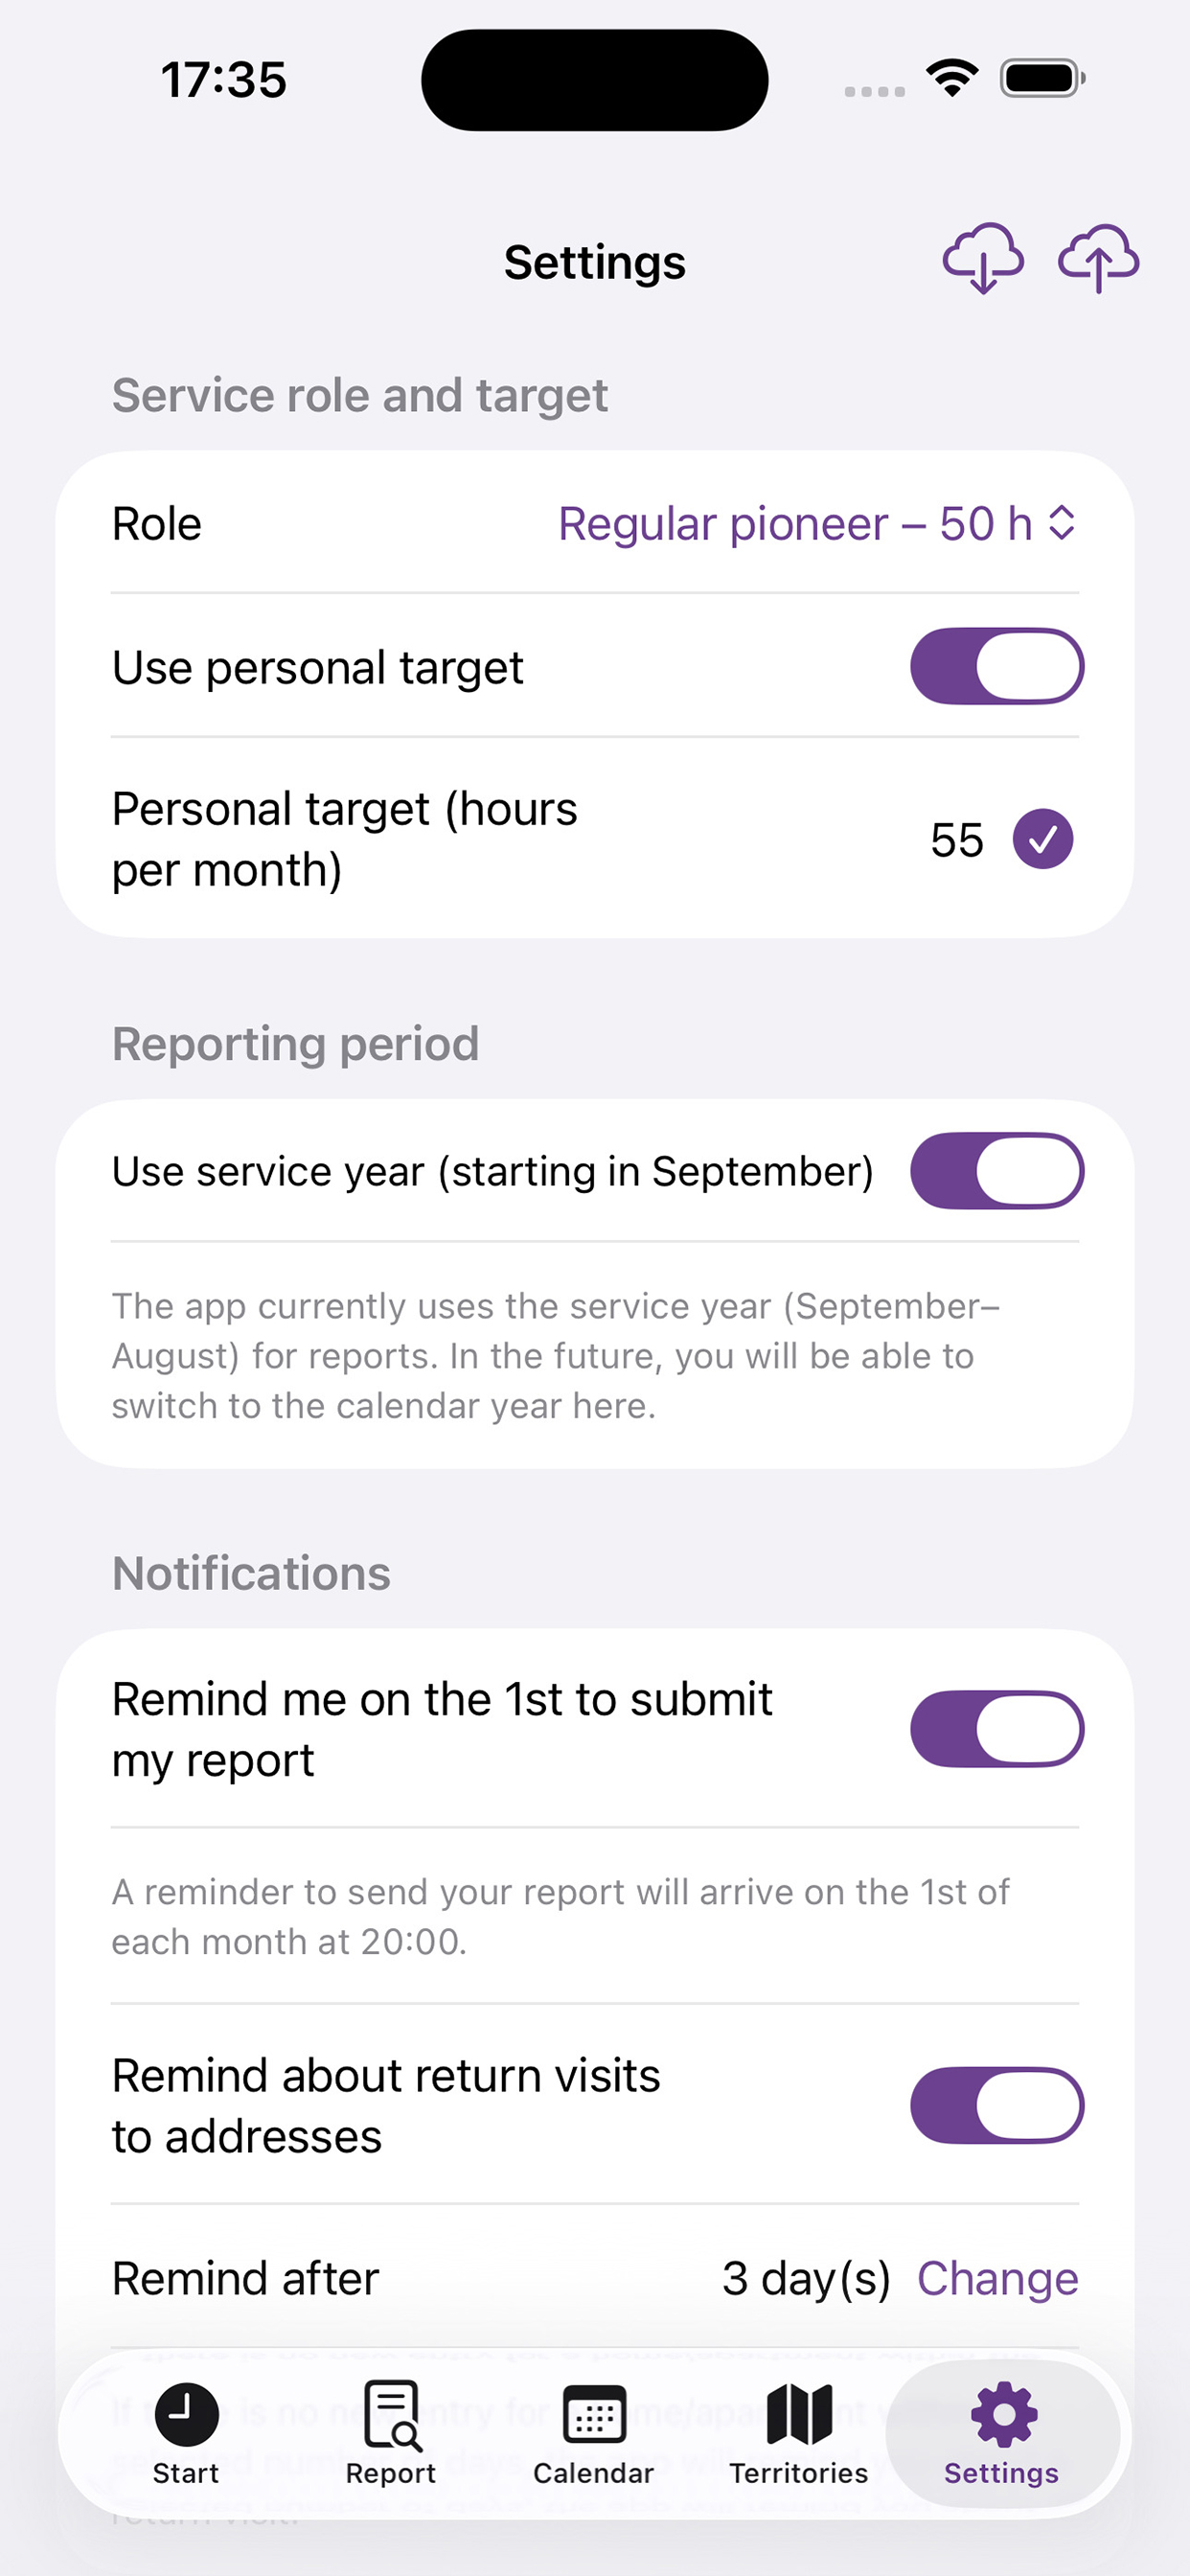 17:35
Settings
Service role and target
Role
Regular pioneer – 50 h
Use personal target
Personal target (hours
per month)
55
Reporting period
Use service year (starting in September)
The app currently uses the service year (September–
August) for reports. In the future, you will be able to
switch to the calendar year here.
Notifications
Remind me on the 1st to submit
my report
A reminder to send your report will arrive on the 1st of
each month at 20:00.
Remind about return visits
to addresses
Remind after
3 day(s)
Change
Start
Report
Calendar
Territories
Settings